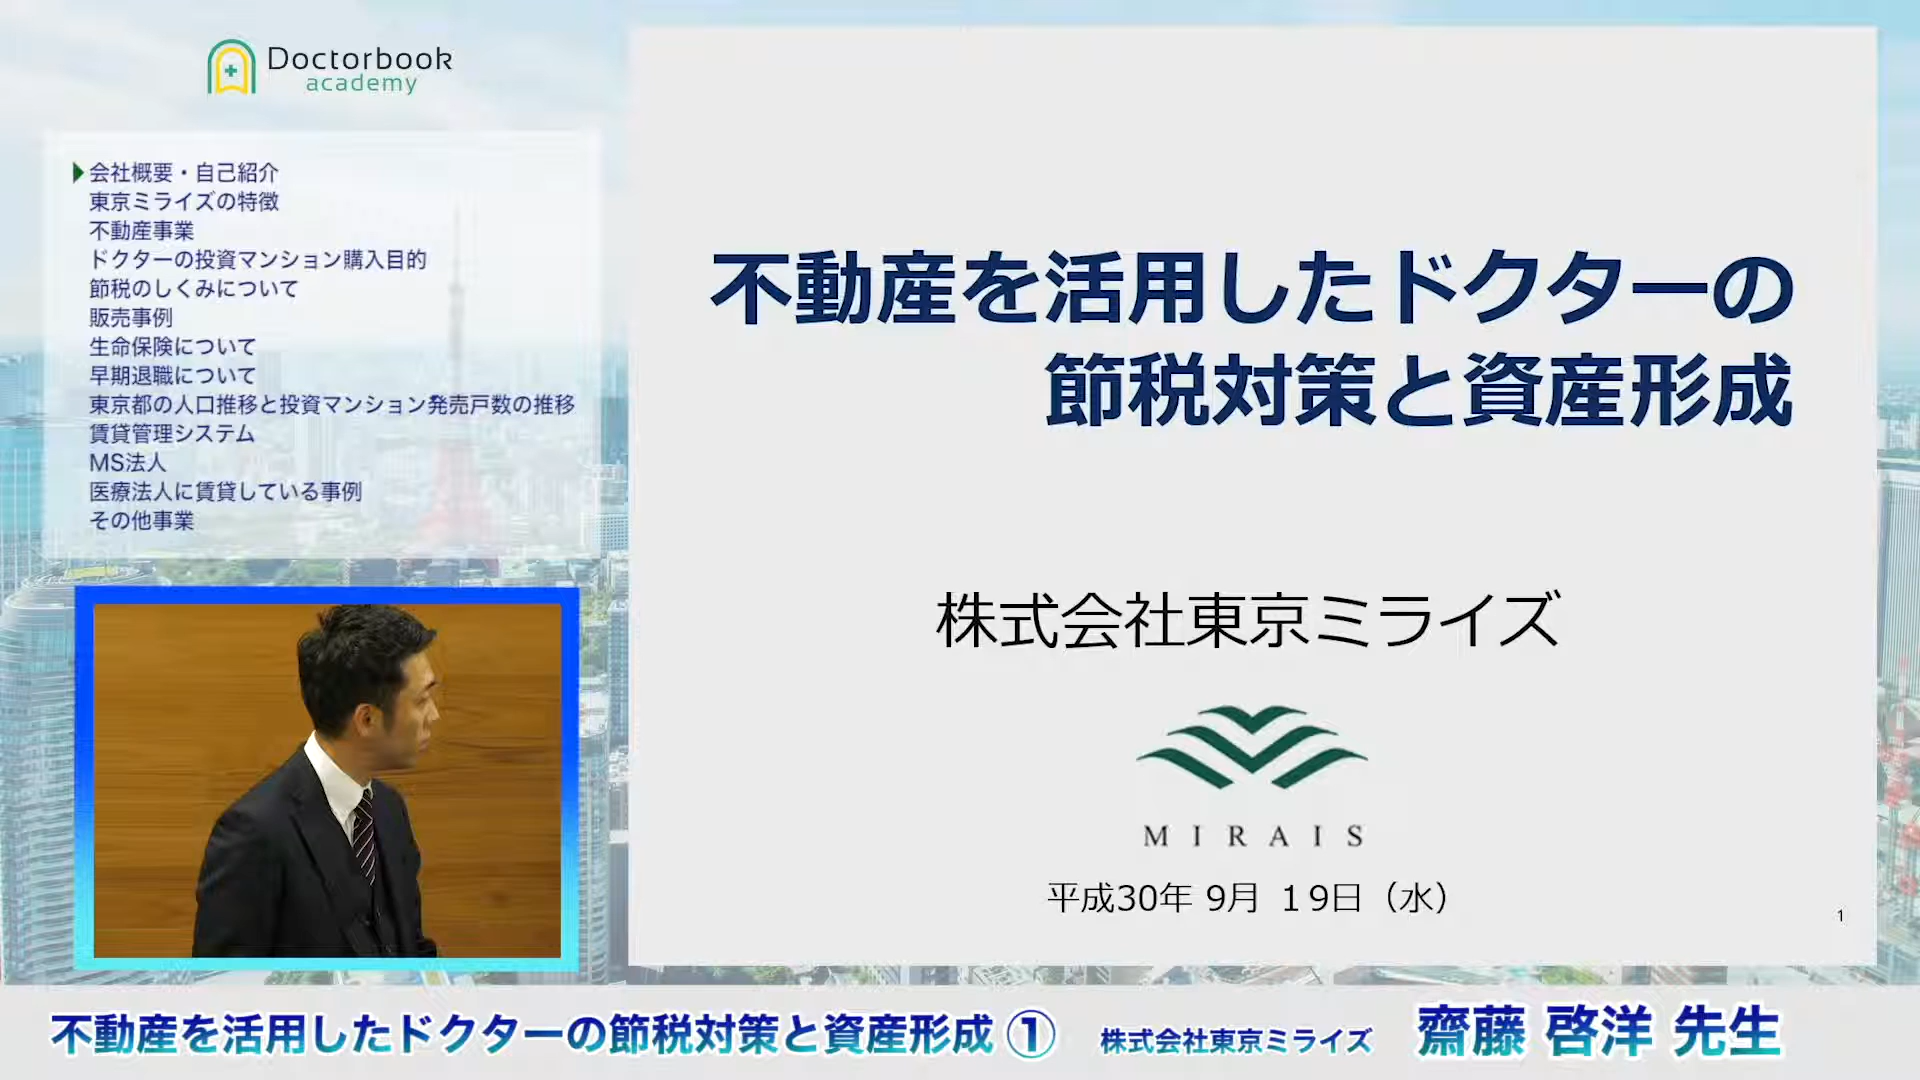 Doctorbook
academy
会社概要・自己紹介
東京ミライズの特徴
不動産事業
ドクターの投資マンション購入目的
節税のしくみについて
販売事例
生命保険について
早期退職について
東京都の人口推移と投資マンション発売戸数の推移
賃貸管理システム
MS法人
医療法人に賃貸している事例
その他事業
不動産を活用したドクターの
節税対策と資産形成
株式会社東京ミライズ
MIRAIS
平成30年 9月 19日（水）
1
不動産を活用したドクターの節税対策と資産形成 ① 株式会社東京ミライズ 齋藤 啓洋 先生